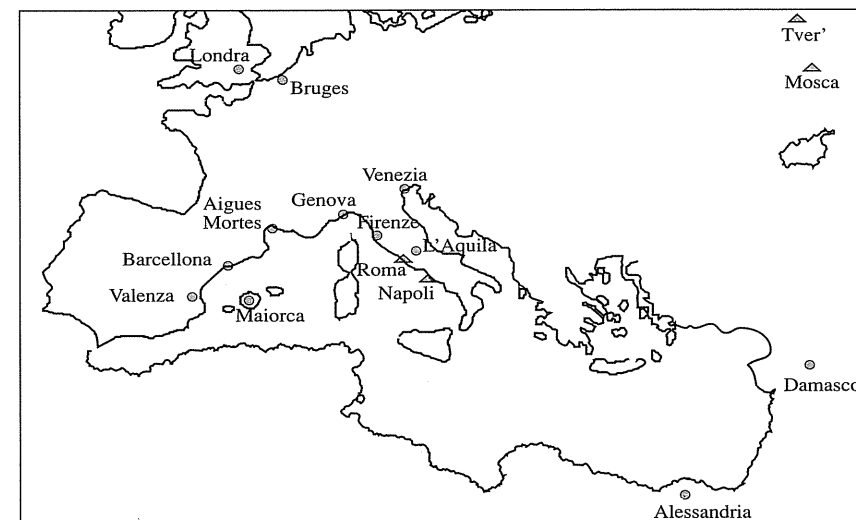 Tver'
Londra
Mosca
Bruges
Venezia
Aigues
Mortes
Genova
Firenze
L'Aquila
Barcellona
Roma
Valenza
Napoli
Maiorca
Damasco
Alessandria